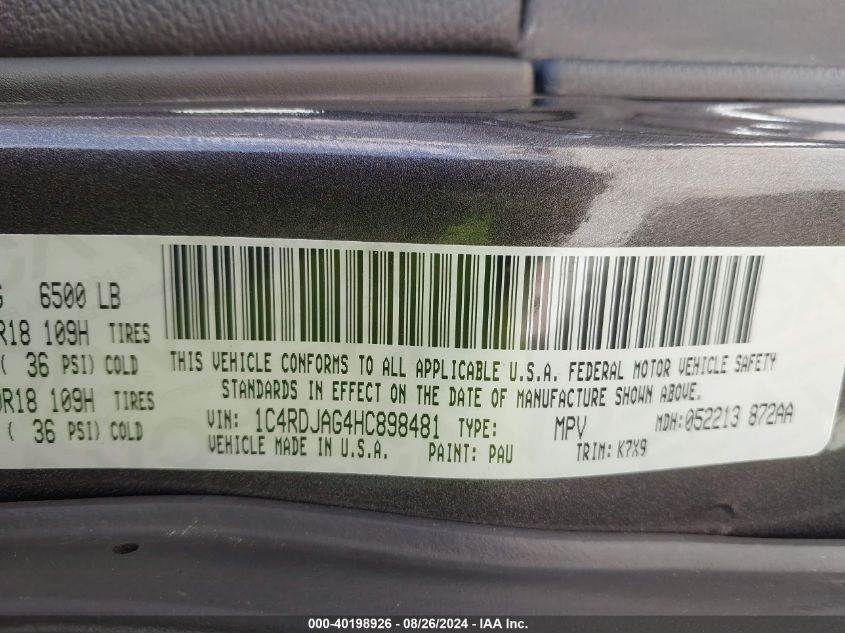 6500 LB
R18 109H TIRES
( 36 PSI) COLD
R18 109H TIRES
( 36 PSI) COLD
THIS VEHICLE CONFORMS TO ALL APPLICABLE U.S.A. FEDERAL MOTOR VEHICLE SAFETY
STANDARDS IN EFFECT ON THE DATE OF MANUFACTURE SHOWN ABOVE.
VIN: 1C4RDJAG4HC898481 TYPE: MPV MDH:052213 872AA
VEHICLE MADE IN U.S.A. PAINT: PAU TRIM: K7X9
000-40198926 - 08/26/2024 - IAA Inc.